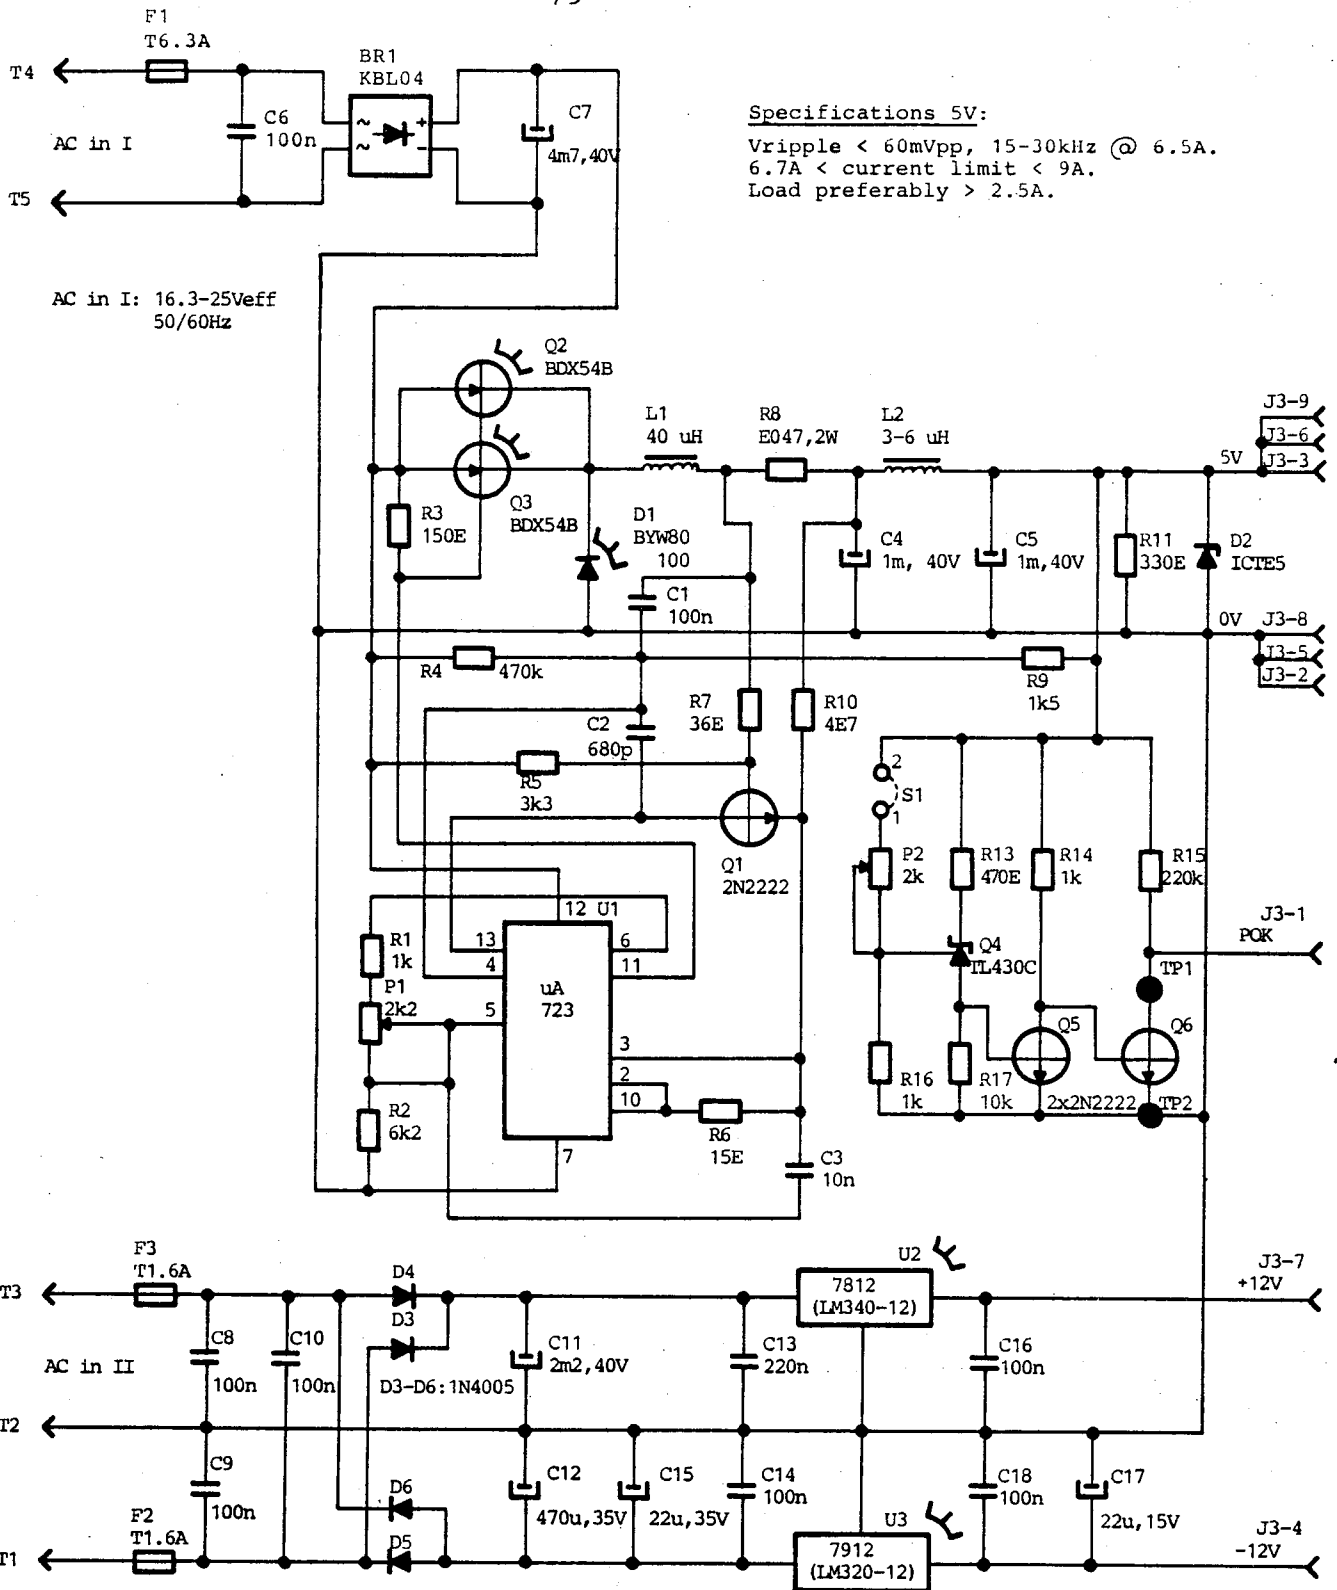 F1
T6.3A
T4
BR1
KBL04
C6
100n
~
~
+
−
C7
4m7,40V
AC in I
T5
Specifications 5V:
Vripple < 60mVpp, 15-30kHz @ 6.5A.
6.7A < current limit < 9A.
Load preferably > 2.5A.
AC in I: 16.3-25Veff
50/60Hz
Q2
BDX54B
Q3
BDX54B
R3
150E
L1
40 uH
R8
E047,2W
L2
3-6 uH
5V
J3-9
J3-6
J3-3
D1
BYW80
100
C1
100n
C4
1m, 40V
C5
1m,40V
R11
330E
D2
ICTE5
0V
J3-8
J3-5
J3-2
R4
470k
R9
1k5
R7
36E
R10
4E7
C2
680p
R5
3k3
Q1
2N2222
2
S1
1
P2
2k
R13
470E
R14
1k
R15
220k
J3-1
POK
Q4
TL430C
TP1
Q5
Q6
R16
1k
R17
10k
2x2N2222
TP2
12
U1
13
4
5
6
11
uA
723
3
2
10
7
R1
1k
P1
2k2
R2
6k2
R6
15E
C3
10n
F3
T1.6A
T3
D4
D3
D3-D6:1N4005
C8
100n
C10
100n
C11
2m2,40V
C13
220n
U2
7812
(LM340-12)
C16
100n
J3-7
+12V
AC in II
T2
C9
100n
D6
D5
C12
470u,35V
C15
22u,35V
C14
100n
U3
7912
(LM320-12)
C18
100n
C17
22u,15V
F2
T1.6A
T1
J3-4
-12V